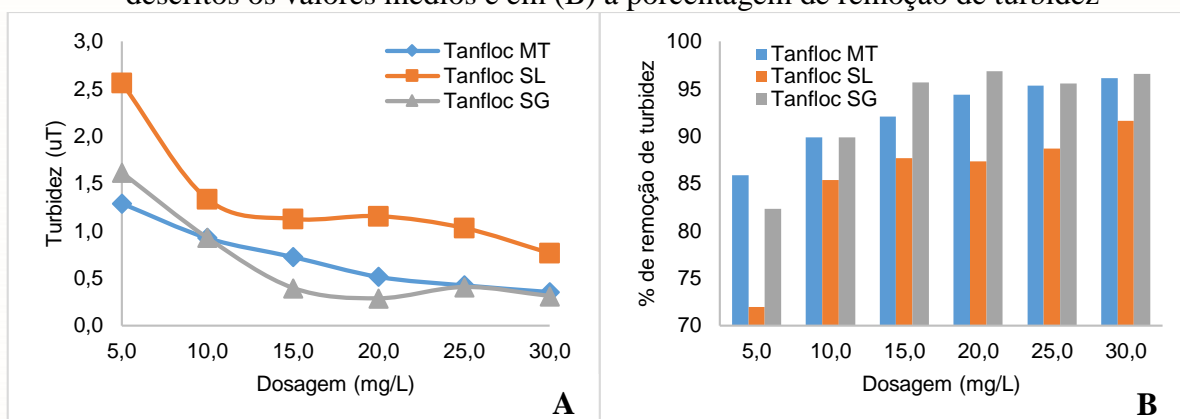 descritos os valores médios e em (B) a porcentagem de remoção de turbidez
3,0
2,5
2,0
1,5
1,0
0,5
0,0
Turbidez (uT)
Tanfloc MT
Tanfloc SL
Tanfloc SG
5,0 10,0 15,0 20,0 25,0 30,0
Dosagem (mg/L)
A
100
95
90
85
80
75
70
% de remoção de turbidez
Tanfloc MT
Tanfloc SL
Tanfloc SG
5,0 10,0 15,0 20,0 25,0 30,0
Dosagem (mg/L)
B